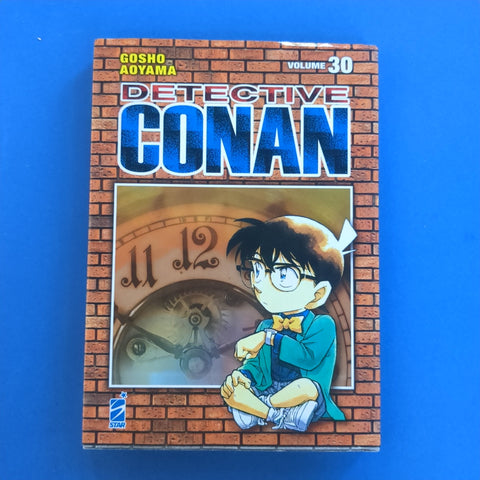 GOSHO
AOYAMA
VOLUME 30
DETECTIVE
CONAN
11 12
STAR